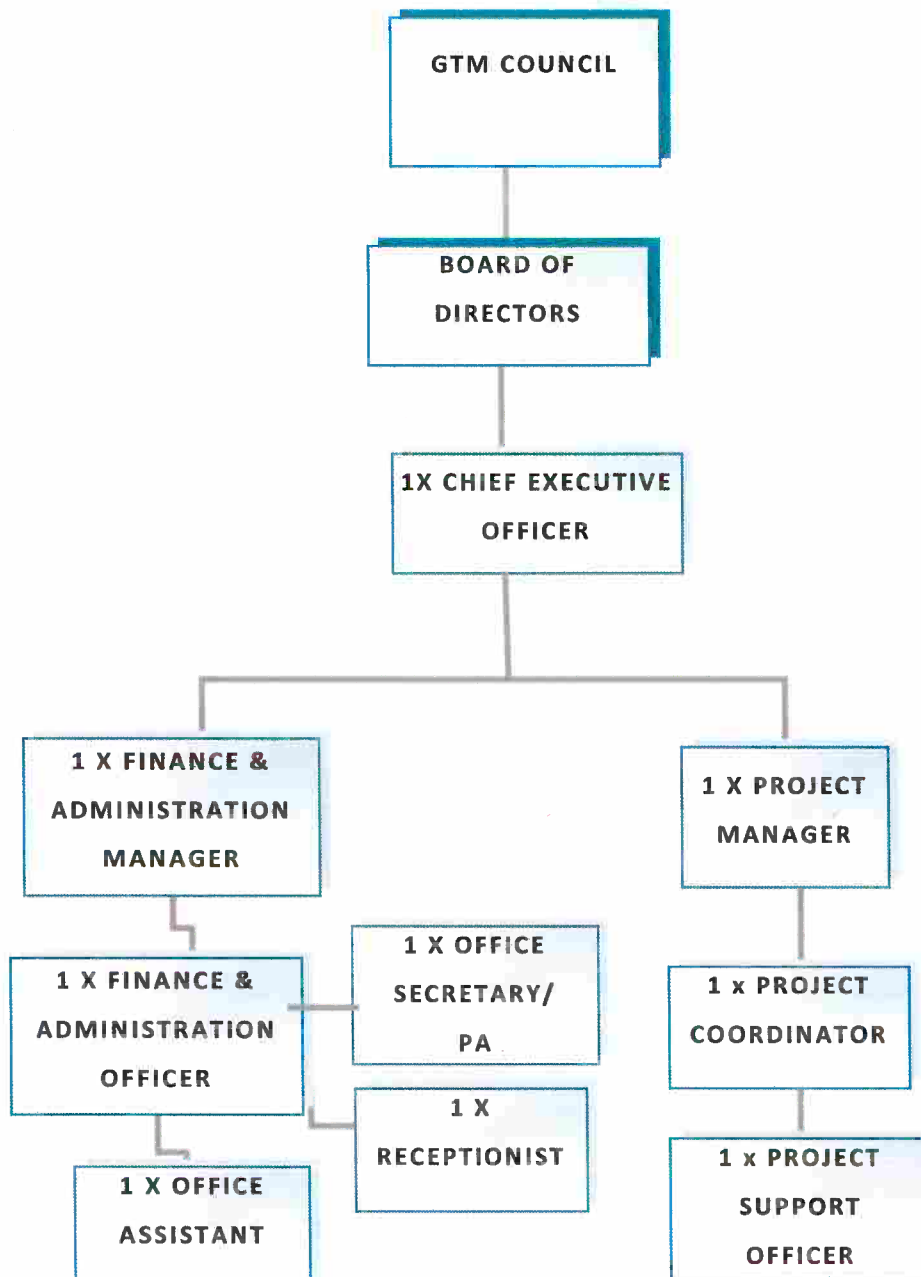 GTM COUNCIL
BOARD OF
DIRECTORS
1X CHIEF EXECUTIVE
OFFICER
1 X FINANCE &
ADMINISTRATION
MANAGER
1 X PROJECT
MANAGER
1 X FINANCE &
ADMINISTRATION
OFFICER
1 X OFFICE
SECRETARY/
PA
1 x PROJECT
COORDINATOR
1 X
RECEPTIONIST
1 X OFFICE
ASSISTANT
1 x PROJECT
SUPPORT
OFFICER